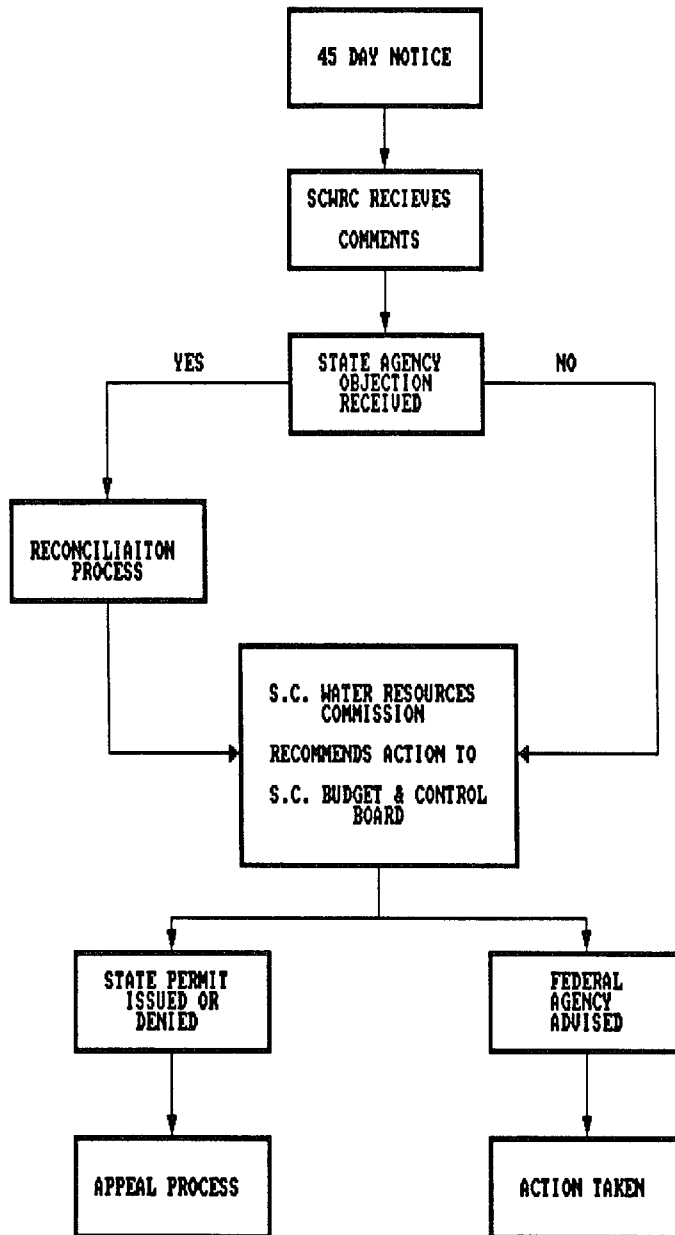 45 DAY NOTICE
SCWRC RECIEVES
COMMENTS
YES
STATE AGENCY
OBJECTION
RECEIVED
NO
RECONCILIAITON
PROCESS
S.C. WATER RESOURCES
COMMISSION
RECOMMENDS ACTION TO
S.C. BUDGET & CONTROL
BOARD
STATE PERMIT
ISSUED OR
DENIED
FEDERAL
AGENCY
ADVISED
APPEAL PROCESS
ACTION TAKEN